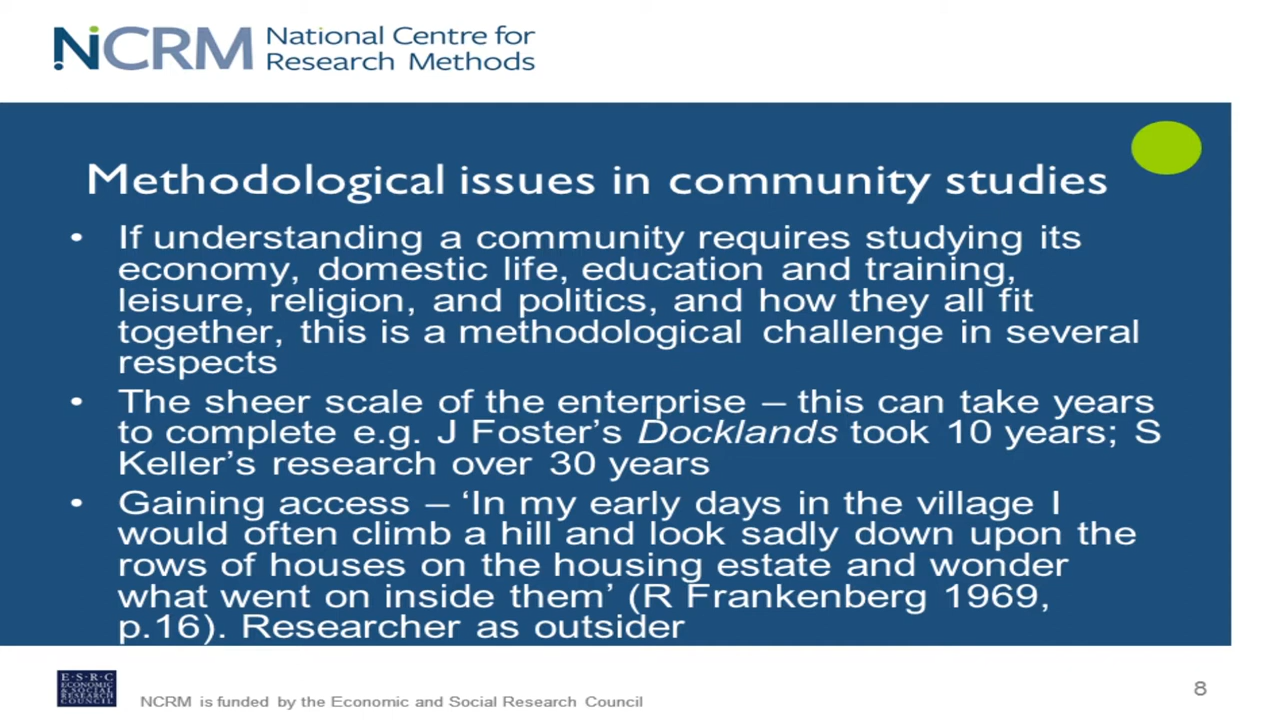 NCRM National Centre for
Research Methods
Methodological issues in community studies
• If understanding a community requires studying its
economy, domestic life, education and training,
leisure, religion, and politics, and how they all fit
together, this is a methodological challenge in several
respects
• The sheer scale of the enterprise – this can take years
to complete e.g. J Foster's Docklands took 10 years; S
Keller's research over 30 years
• Gaining access – ‘In my early days in the village I
would often climb a hill and look sadly down upon the
rows of houses on the housing estate and wonder
what went on inside them’ (R Frankenberg 1969,
p.16). Researcher as outsider
E·S·R·C
ECONOMIC
& SOCIAL
RESEARCH
COUNCIL
NCRM is funded by the Economic and Social Research Council
8